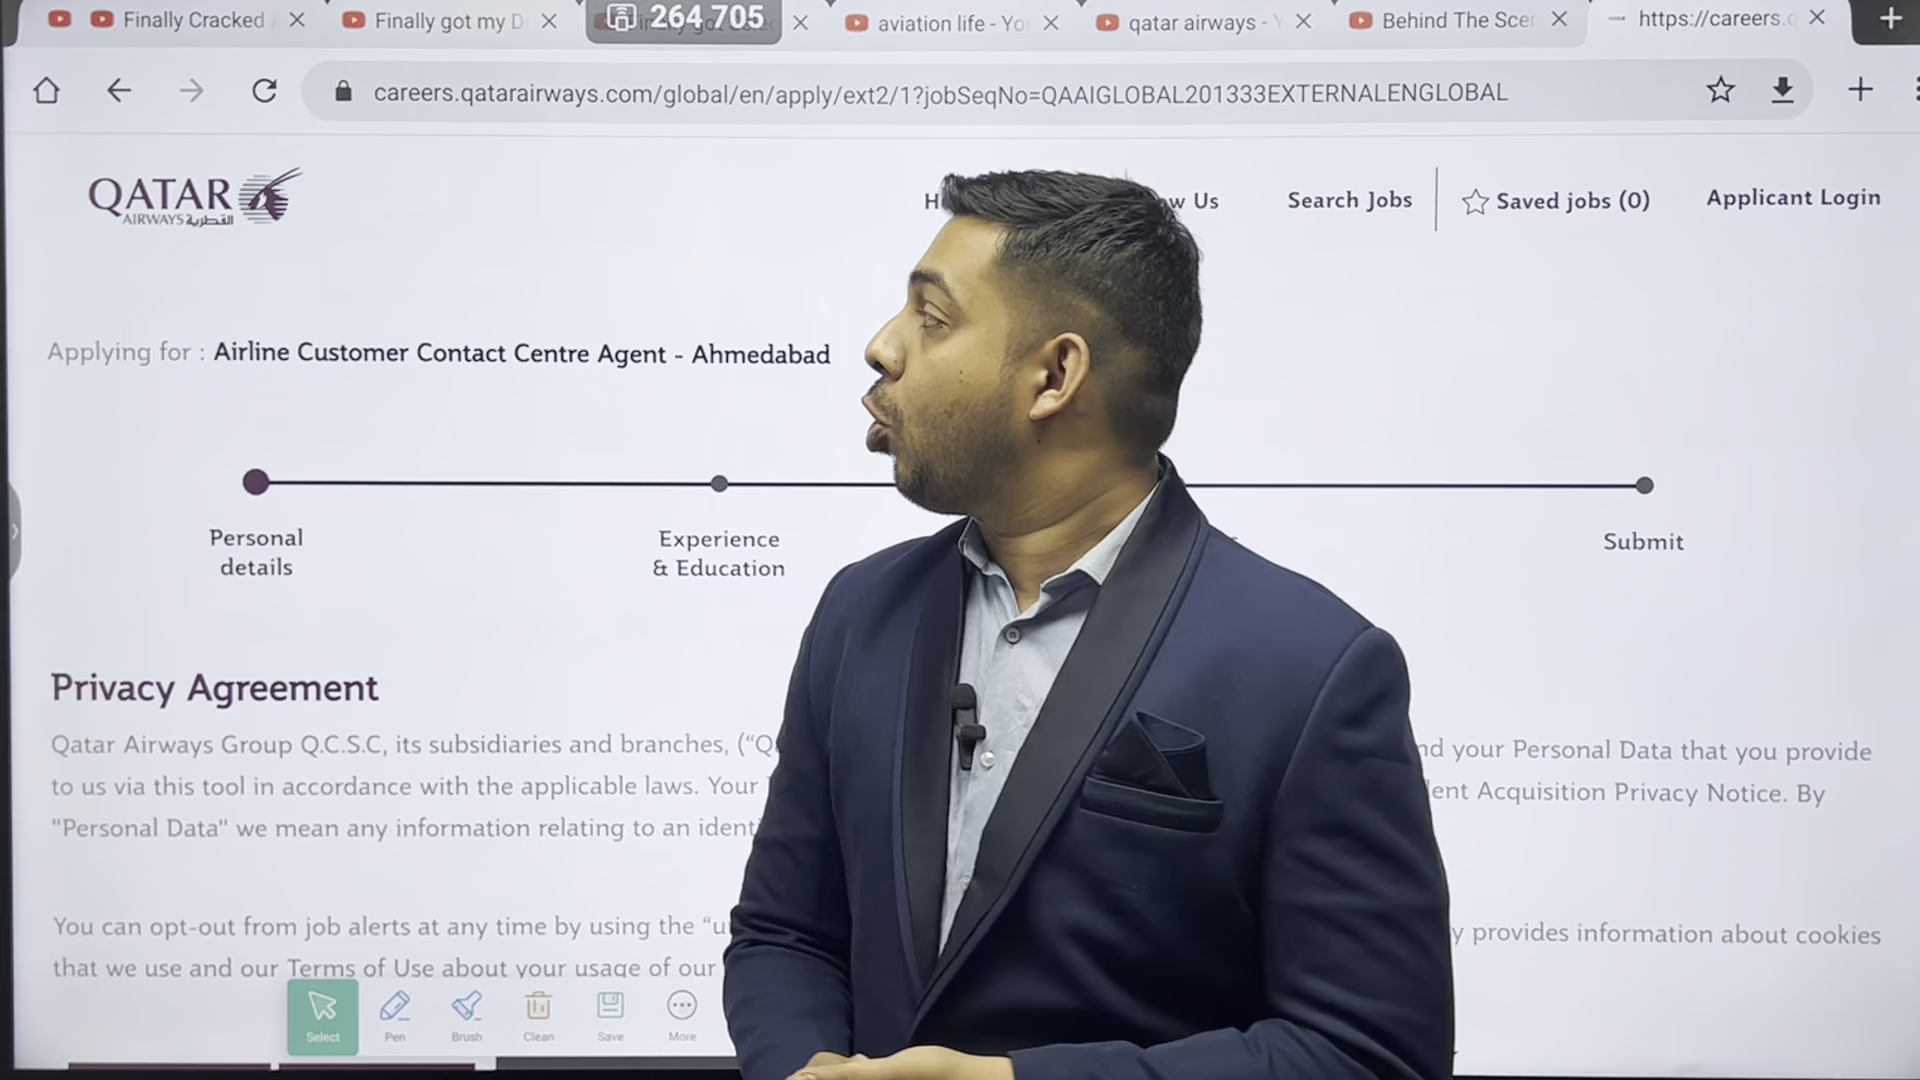 Finally Cracked
Finally got my D
264 705
aviation life - Yo
qatar airways - Y
Behind The Scen
https://careers.q
careers.qatarairways.com/global/en/apply/ext2/1?jobSeqNo=QAAIGLOBAL201333EXTERNALENGLOBAL
QATAR
AIRWAYS القطرية
H
w Us
Search Jobs
Saved jobs (0)
Applicant Login
Applying for : Airline Customer Contact Centre Agent - Ahmedabad
Personal
details
Experience
& Education
Submit
Privacy Agreement
Qatar Airways Group Q.C.S.C, its subsidiaries and branches, (“Q nd your Personal Data that you provide
to us via this tool in accordance with the applicable laws. Your lent Acquisition Privacy Notice. By
"Personal Data" we mean any information relating to an identi
You can opt-out from job alerts at any time by using the “u y provides information about cookies
that we use and our Terms of Use about your usage of our
Select
Pen
Brush
Clean
Save
More